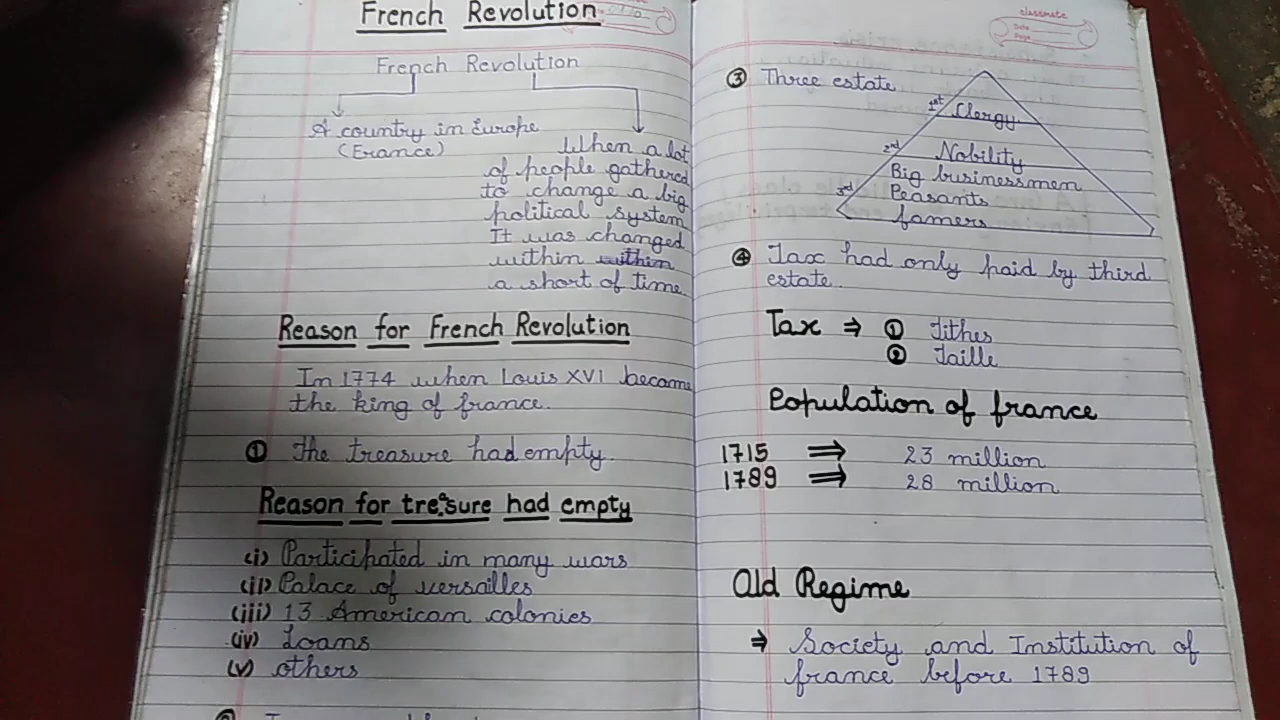 French Revolution
French Revolution
A country in Europe
(France)
When a lot
of people gathered
to change a big
political system
It was changed
within within
a short of time.
Reason for French Revolution
In 1774 when Louis XVI became
the king of france.
① The treasure had empty.
Reason for treasure had empty
(i) Participated in many wars
(ii) Palace of versailles
(iii) 13 American colonies
(iv) Loans
(v) others
classmate
Date
Page
③ Three estate
1st Clergy
2nd Nobility
Big businessmen
3rd Peasants
famers
④ Tax had only paid by third
estate.
Tax ⇒ ① Tithes
② Taille
Population of france
1715 ⇒ 23 million
1789 ⇒ 28 million
Old Regime
⇒ Society and Institution of
france before 1789